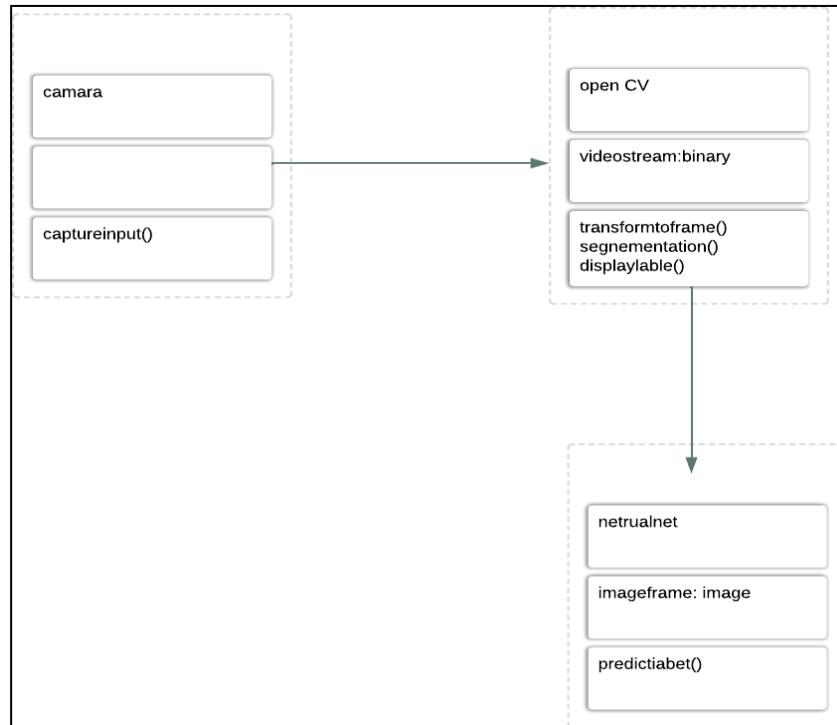 camara
captureinput()
open CV
videostream:binary
transformtoframe()
segnementation()
displaylable()
netrualnet
imageframe: image
predictiabet()